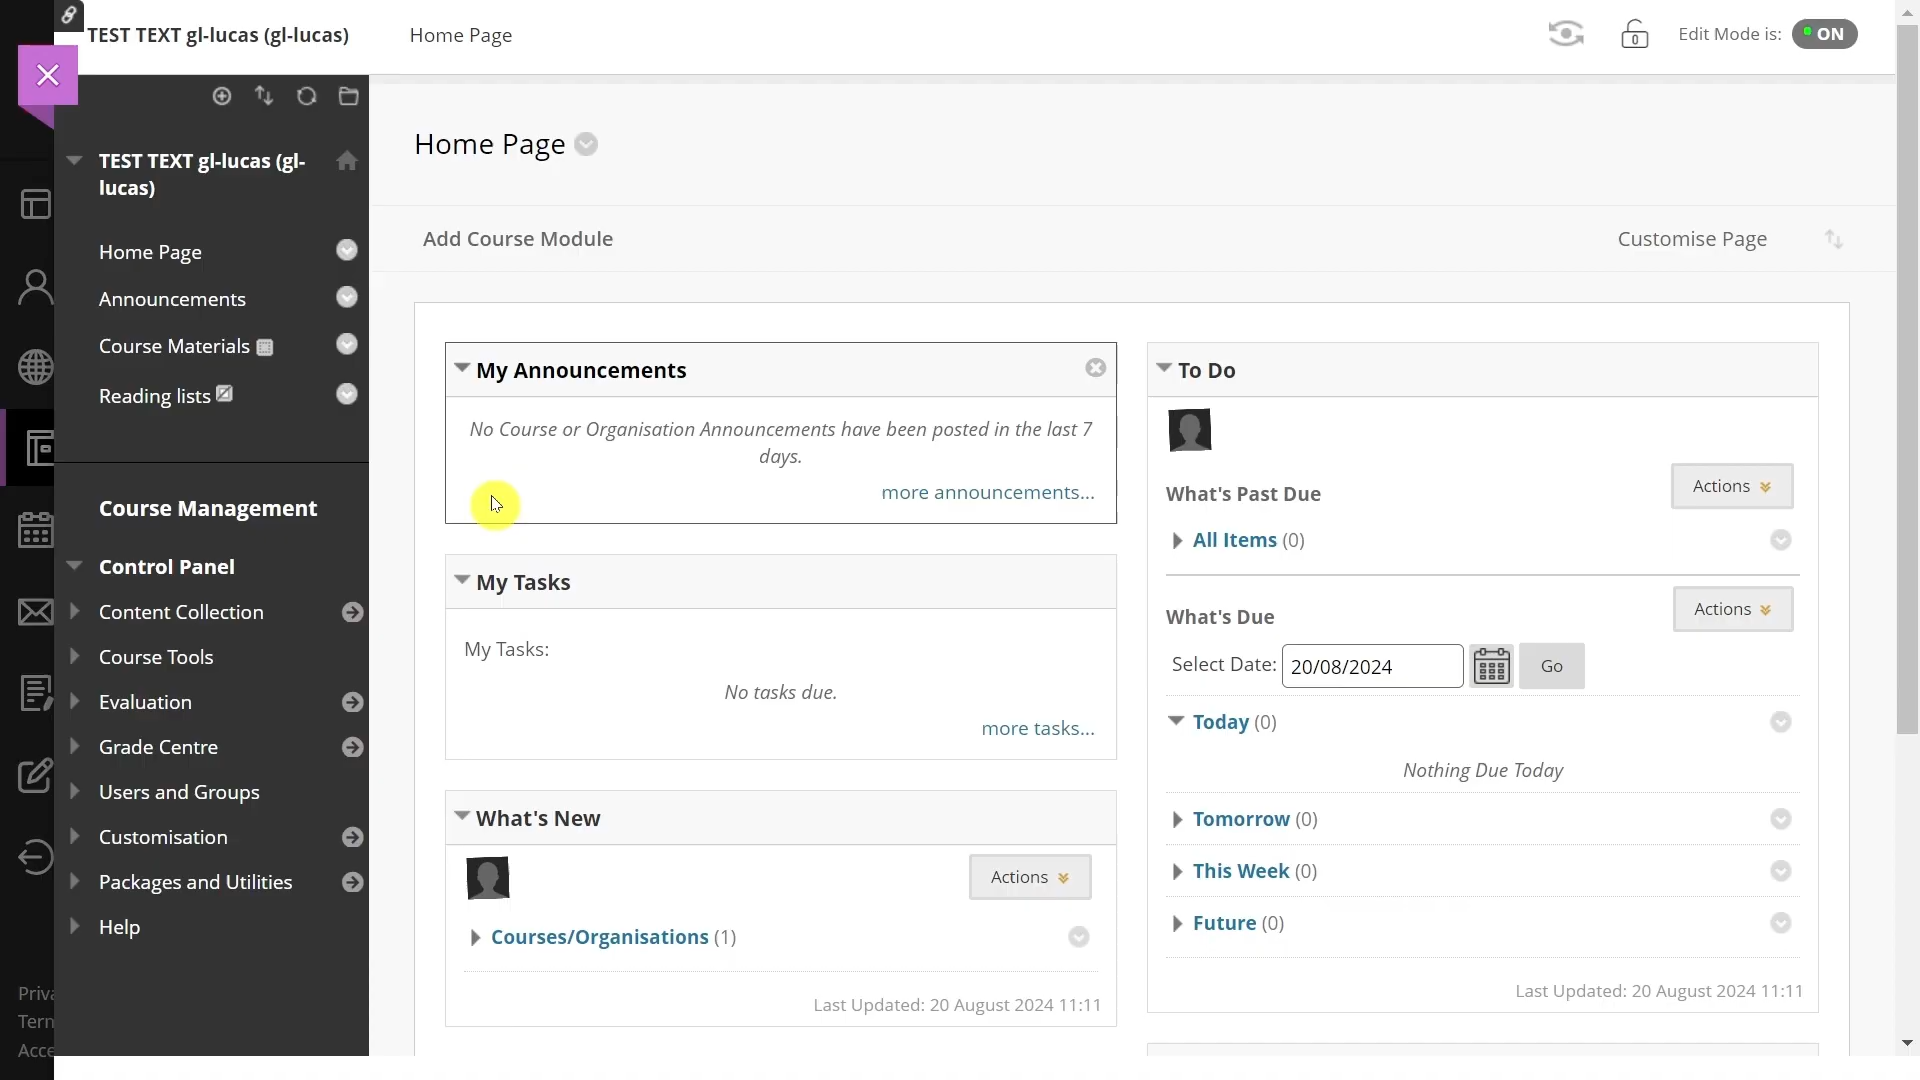 TEST TEXT gl-lucas (gl-lucas)
Home Page
0
Edit Mode is:
ON
TEST TEXT gl-lucas (gl-
lucas)
Home Page
Announcements
Course Materials
Reading lists
Course Management
Control Panel
Content Collection
Course Tools
Evaluation
Grade Centre
Users and Groups
Customisation
Packages and Utilities
Help
Priva
Tern
Acce
Home Page
Add Course Module
Customise Page
My Announcements
No Course or Organisation Announcements have been posted in the last 7
days.
more announcements...
My Tasks
My Tasks:
No tasks due.
more tasks...
What's New
Actions
Courses/Organisations (1)
Last Updated: 20 August 2024 11:11
To Do
What's Past Due
Actions
All Items (0)
What's Due
Actions
Select Date: 20/08/2024 Go
Today (0)
Nothing Due Today
Tomorrow (0)
This Week (0)
Future (0)
Last Updated: 20 August 2024 11:11